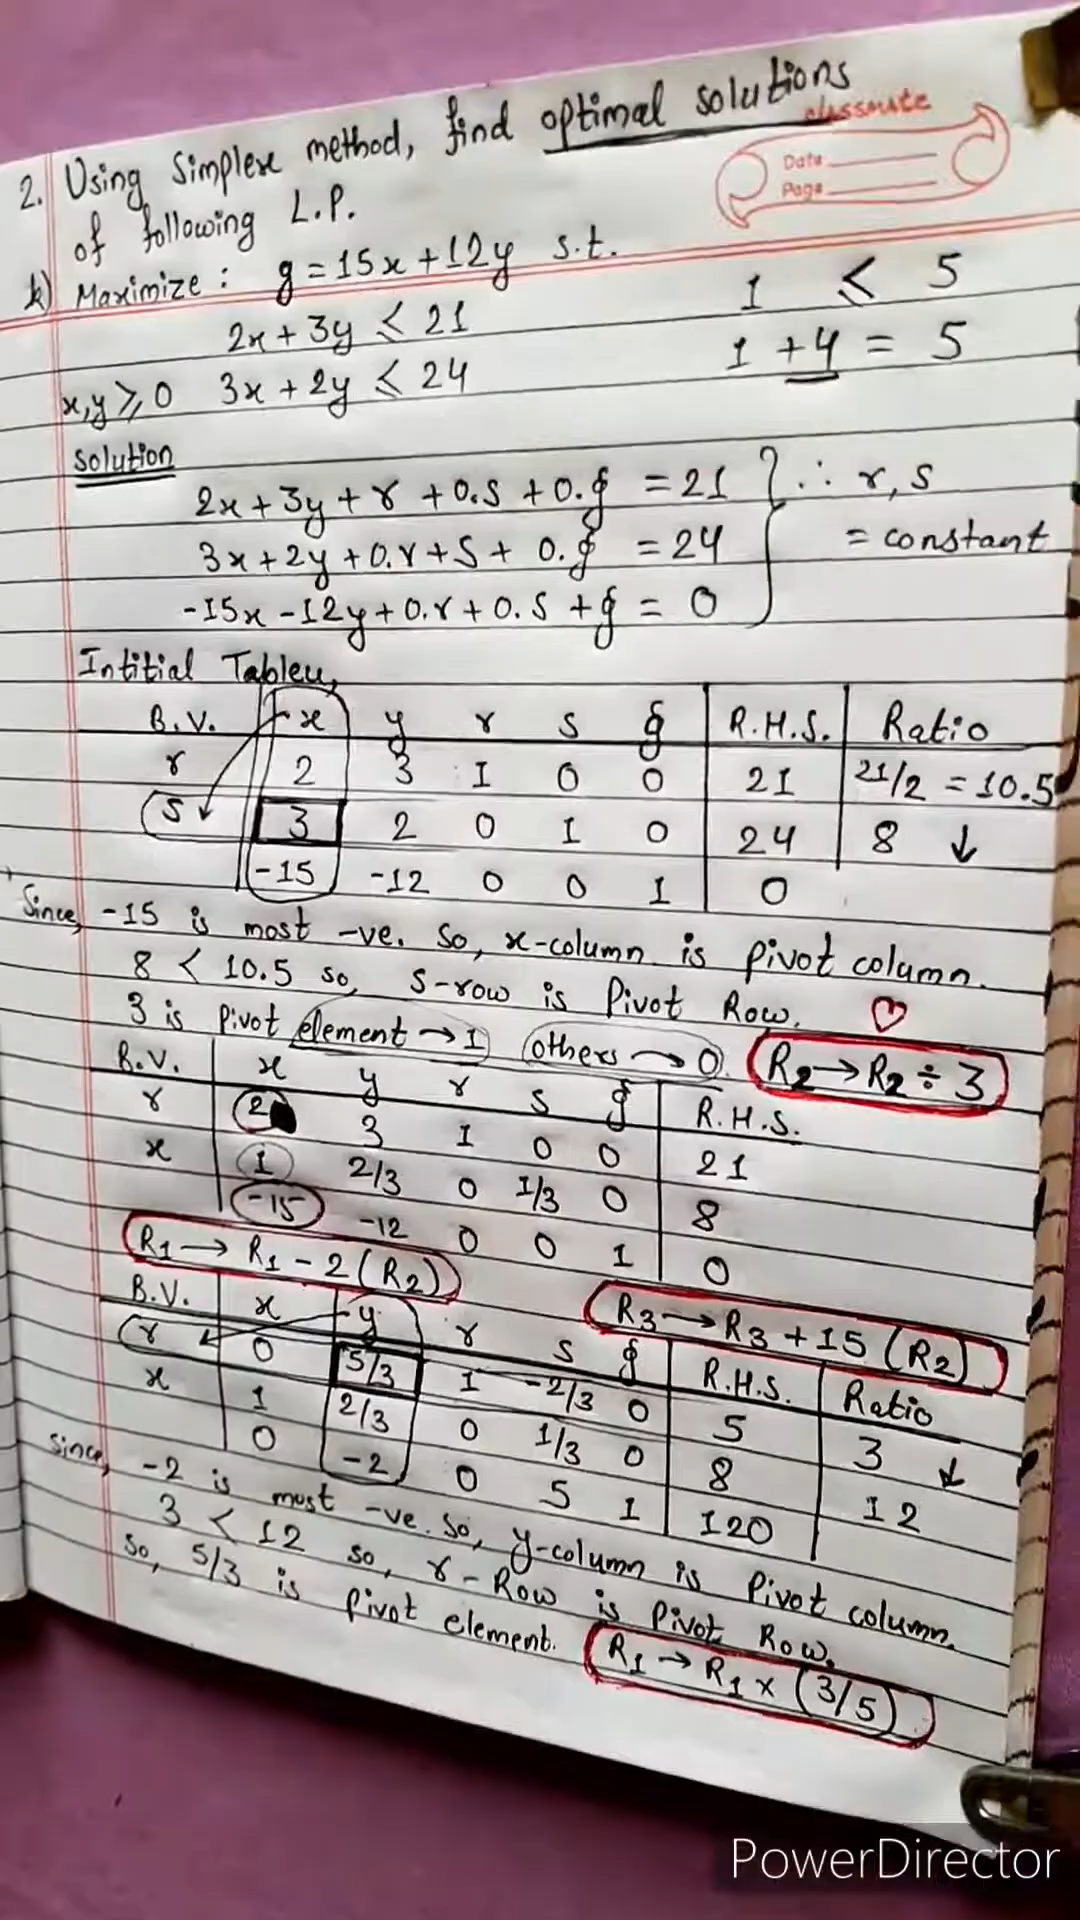 2. Using Simplex method, find optimal solutions
classmate
Date
Page
of following L.P.
k) Maximize : g = 15x + 12y s.t.
2x + 3y ≤ 21
1 < 5
x, y ≥ 0 3x + 2y ≤ 24
1 + 4 = 5
solution
2x + 3y + r + 0.s + 0.g = 21 } ∴ r, s
3x + 2y + 0.r + s + 0.g = 24 = constant
-15x - 12y + 0.r + 0.s + g = 0
Intitial Tableu,
B.V. x y r s g R.H.S. Ratio
r 2 3 1 0 0 21 21/2 = 10.5
s 3 2 0 1 0 24 8 ↓
-15 -12 0 0 1 0
Since, -15 is most -ve. So, x-column is pivot column.
8 < 10.5 so, s-row is Pivot Row. ♡
3 is pivot element → 1 others → 0. R2 → R2 ÷ 3
B.V. x y r s g R.H.S.
r 2 3 1 0 0 21
x 1 2/3 0 1/3 0 8
-15 -12 0 0 1 0
R1 → R1 - 2(R2)
R3 → R3 + 15(R2)
B.V. x y r s g R.H.S. Ratio
r 0 5/3 1 -2/3 0 5 3 ↓
x 1 2/3 0 1/3 0 8 12
0 -2 0 5 1 120
Since, -2 is most -ve. So, y-column is Pivot column.
3 < 12 so, r-Row is Pivot Row.
So, 5/3 is pivot element. R1 → R1 x (3/5)
PowerDirector